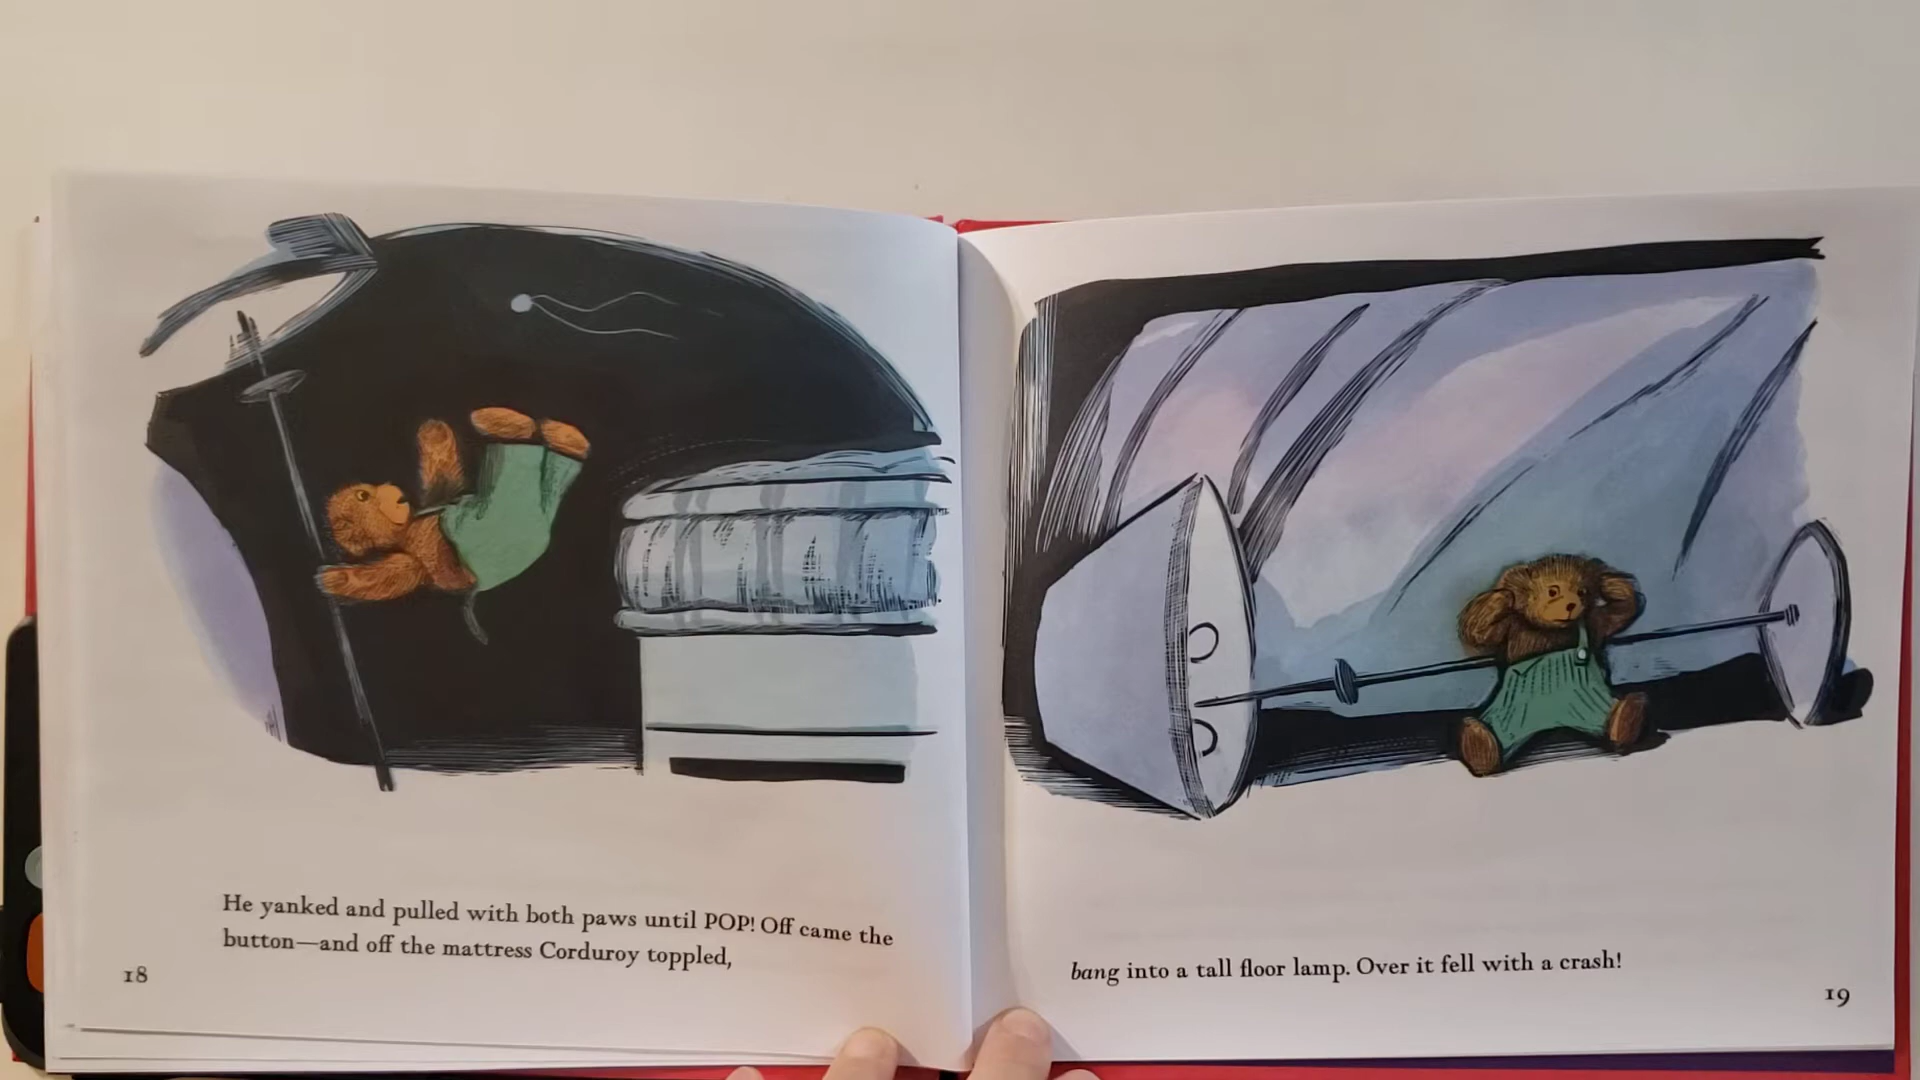 He yanked and pulled with both paws until POP! Off came the
button—and off the mattress Corduroy toppled,
18
bang into a tall floor lamp. Over it fell with a crash!
19